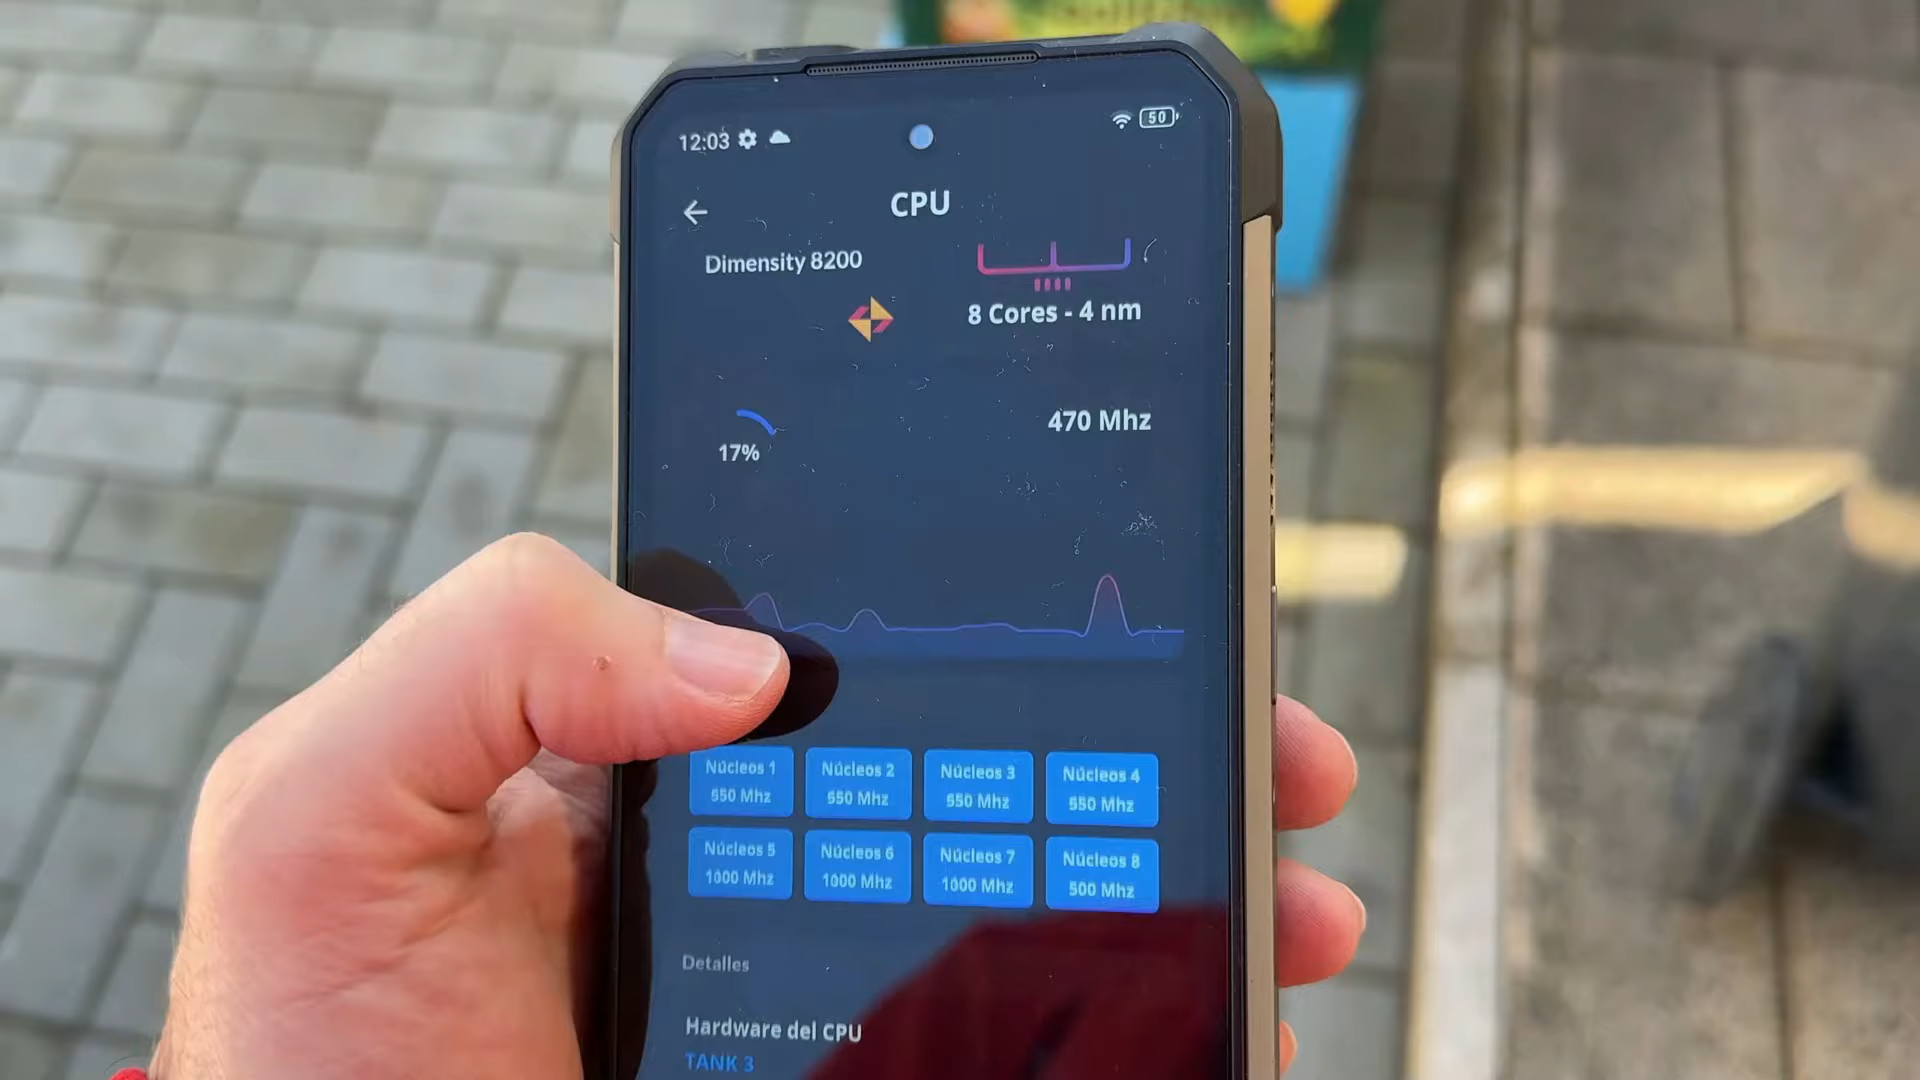 12:03
50
CPU
Dimensity 8200
8 Cores - 4 nm
470 Mhz
17%
Núcleos 1
Núcleos 2
Núcleos 3
Núcleos 4
550 Mhz
550 Mhz
550 Mhz
550 Mhz
Núcleos 5
Núcleos 6
Núcleos 7
Núcleos 8
1000 Mhz
1000 Mhz
1000 Mhz
500 Mhz
Detalles
Hardware del CPU
TANK 3